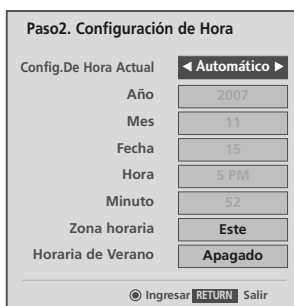 Paso2. Configuración de Hora
Config.De Hora Actual ◄ Automático ►
Año 2007
Mes 11
Fecha 15
Hora 5 PM
Minuto 52
Zona horaria Este
Horaria de Verano Apagado
Ingresar RETURN Salir